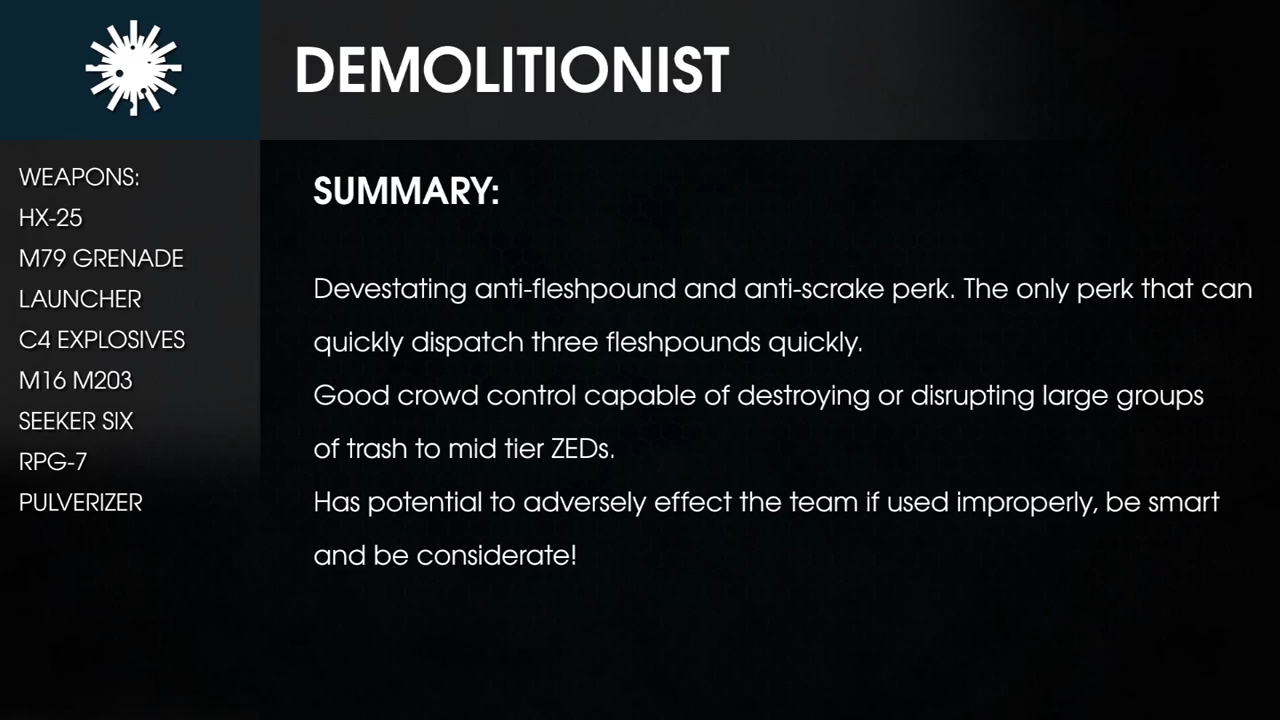 DEMOLITIONIST
WEAPONS:
HX-25
M79 GRENADE
LAUNCHER
C4 EXPLOSIVES
M16 M203
SEEKER SIX
RPG-7
PULVERIZER
SUMMARY:
Devestating anti-fleshpound and anti-scrake perk. The only perk that can
quickly dispatch three fleshpounds quickly.
Good crowd control capable of destroying or disrupting large groups
of trash to mid tier ZEDs.
Has potential to adversely effect the team if used improperly, be smart
and be considerate!